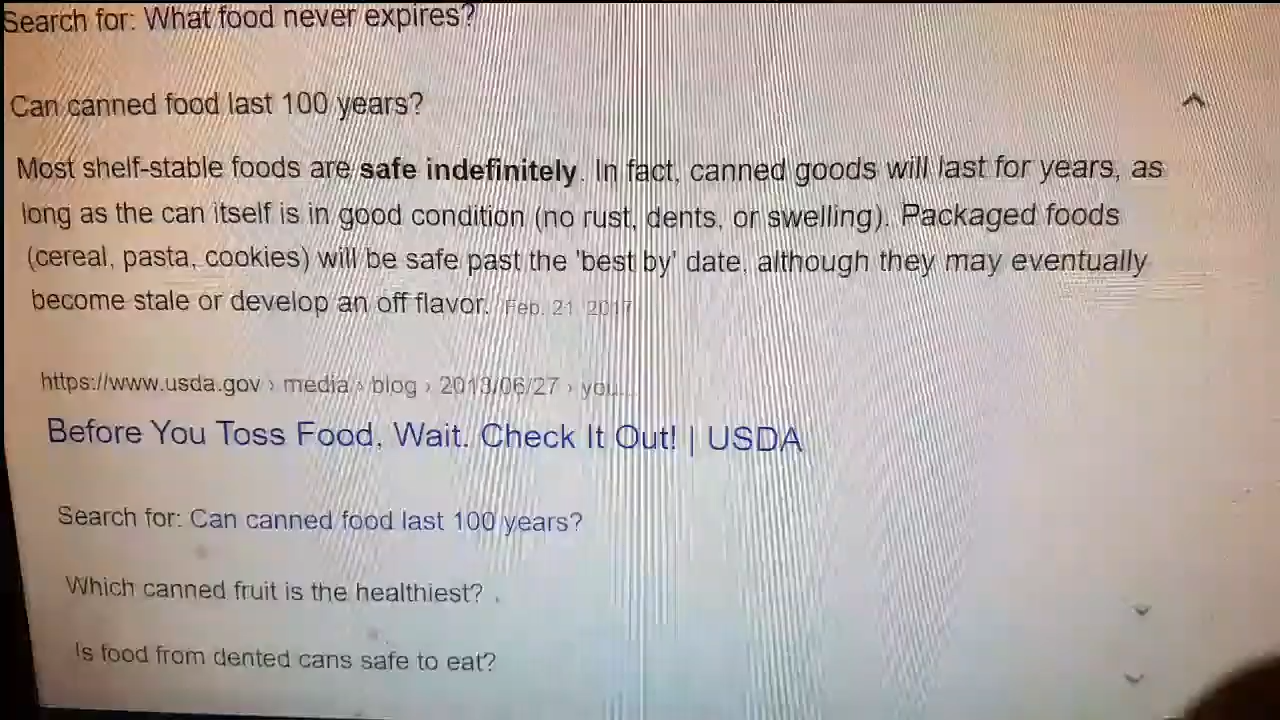 Search for: What food never expires?
Can canned food last 100 years?
Most shelf-stable foods are safe indefinitely. In fact, canned goods will last for years, as
long as the can itself is in good condition (no rust, dents, or swelling). Packaged foods
(cereal, pasta, cookies) will be safe past the 'best by' date, although they may eventually
become stale or develop an off flavor. Feb. 21, 2017
https://www.usda.gov › media › blog › 2013/06/27 › you...
Before You Toss Food, Wait. Check It Out! | USDA
Search for: Can canned food last 100 years?
Which canned fruit is the healthiest?
Is food from dented cans safe to eat?